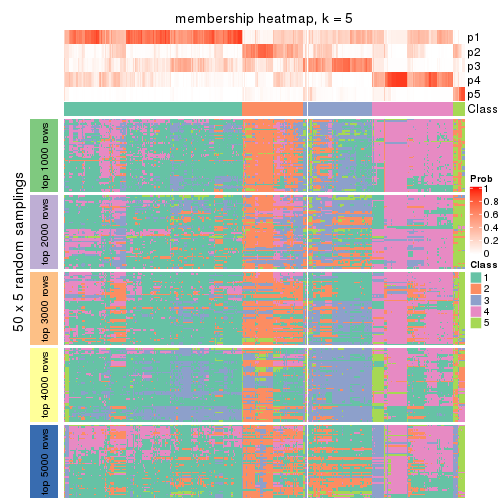 membership heatmap, k = 5
p1
p2
p3
p4
p5
Class
50 x 5 random samplings
top 1000 rows
top 2000 rows
top 3000 rows
top 4000 rows
top 5000 rows
Prob
1
0.8
0.6
0.4
0.2
0
Class
1
2
3
4
5